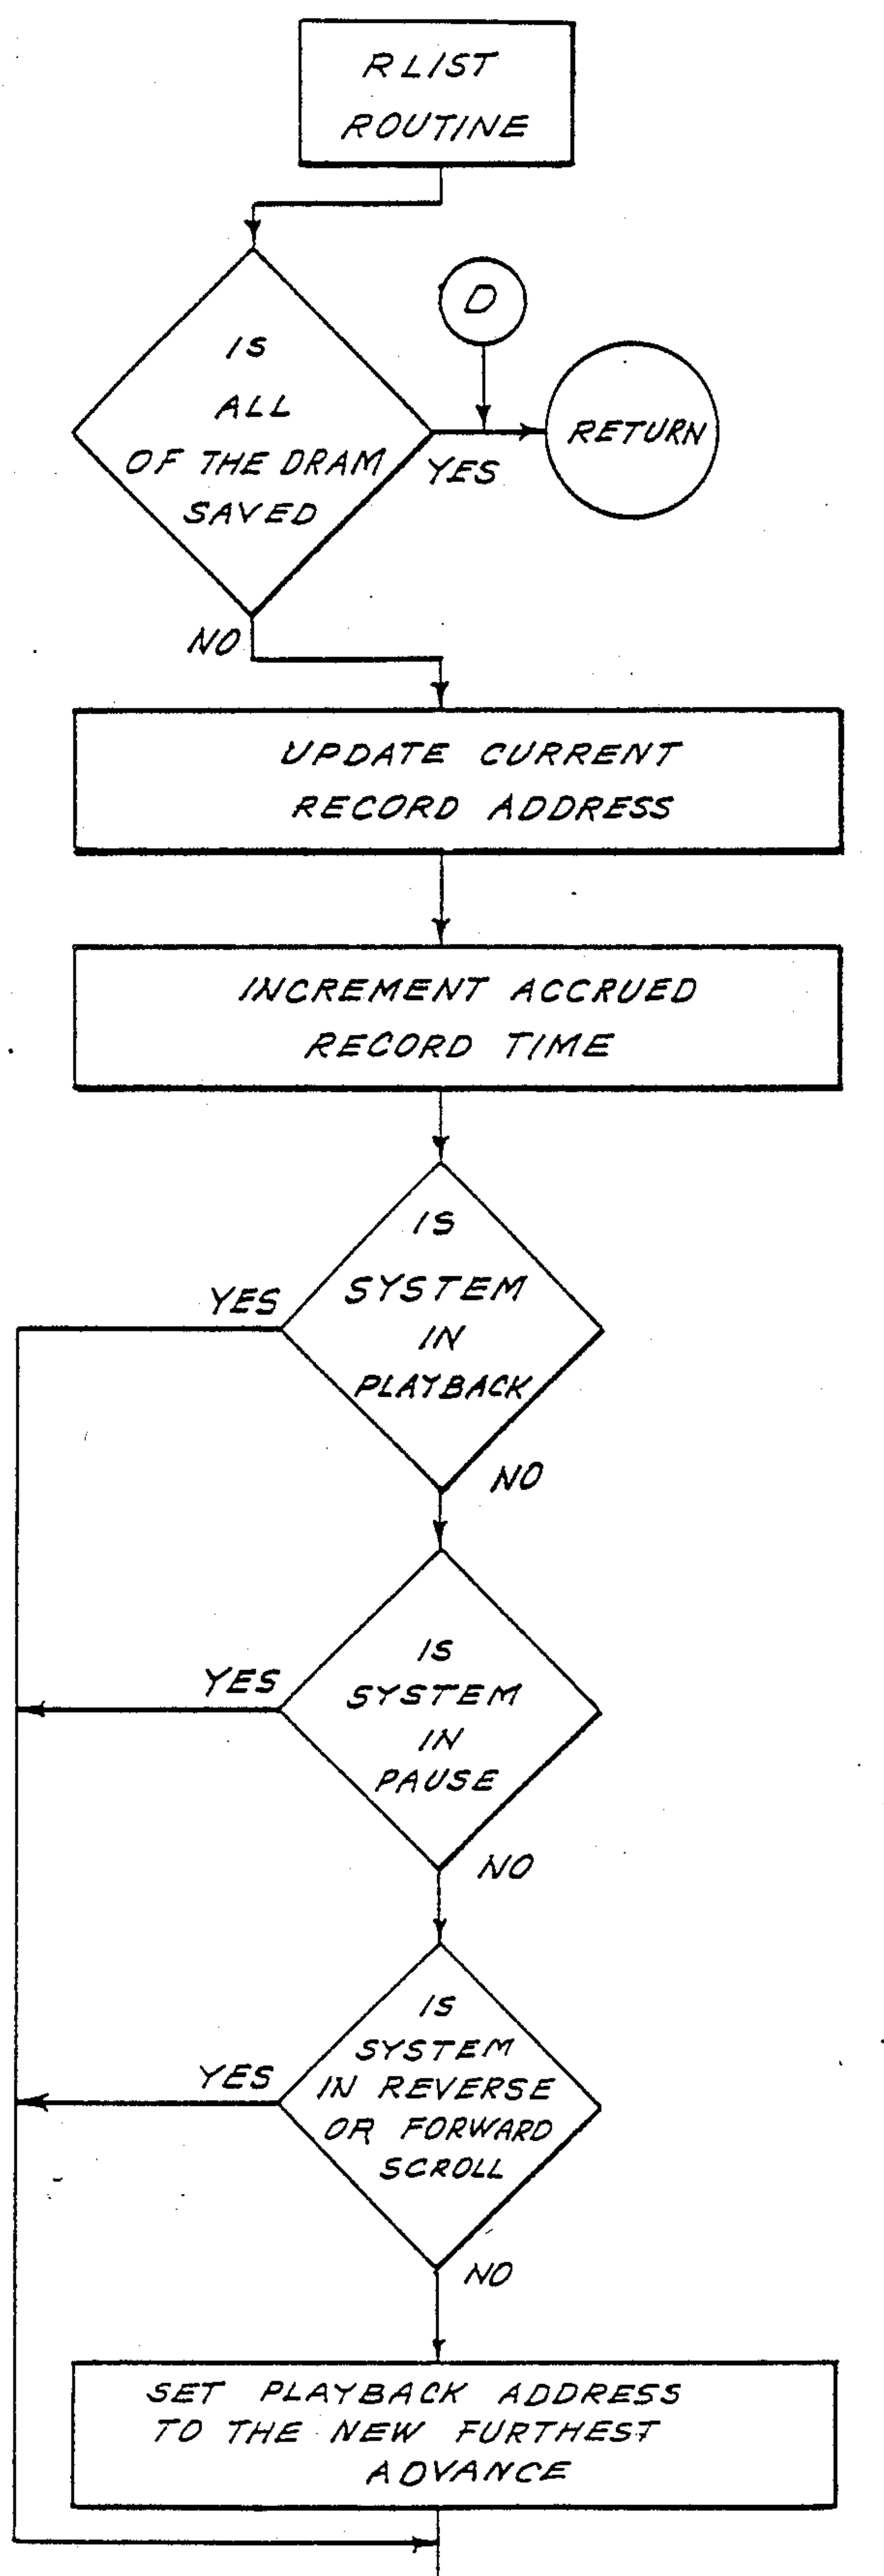 RLIST
ROUTINE
D
IS
ALL
OF THE DRAM
SAVED
YES
RETURN
NO
UPDATE CURRENT
RECORD ADDRESS
INCREMENT ACCRUED
RECORD TIME
IS
SYSTEM
IN
PLAYBACK
YES
NO
IS
SYSTEM
IN
PAUSE
YES
NO
IS
SYSTEM
IN REVERSE
OR FORWARD
SCROLL
YES
NO
SET PLAYBACK ADDRESS
TO THE NEW FURTHEST
ADVANCE